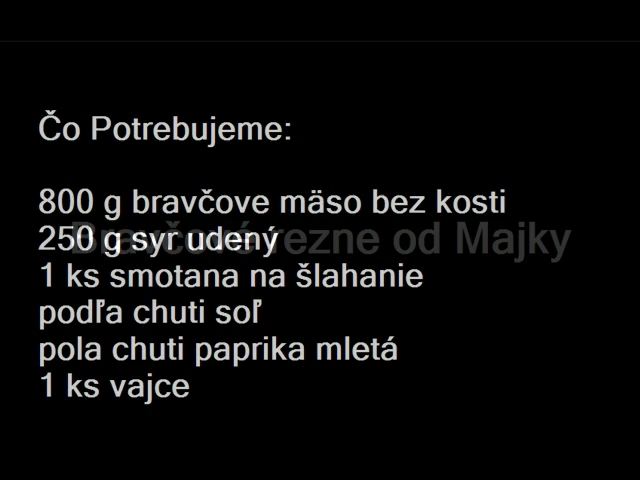 Čo Potrebujeme:
800 g bravčove mäso bez kosti
250 g syr udený
Bravčové rezne od Majky
1 ks smotana na šlahanie
podľa chuti soľ
pola chuti paprika mletá
1 ks vajce